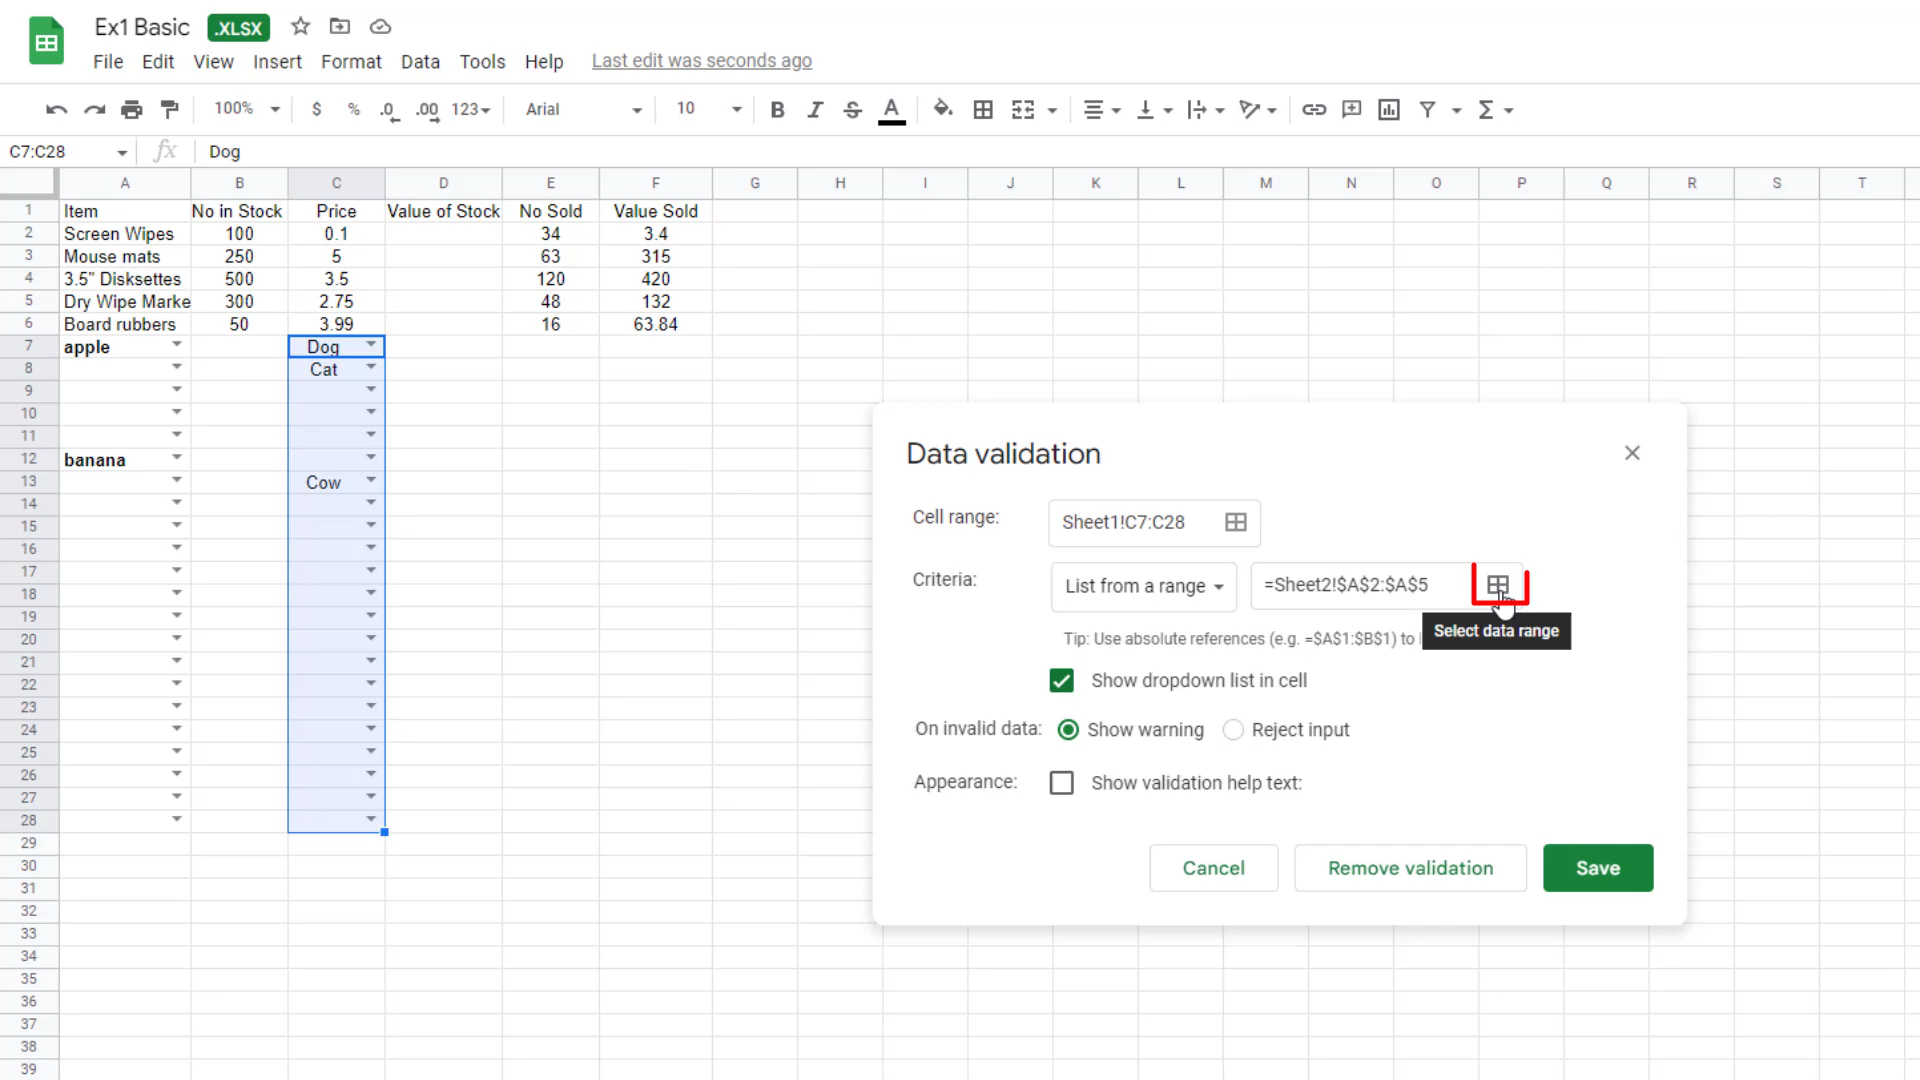 Ex1 Basic .XLSX
File Edit View Insert Format Data Tools Help Last edit was seconds ago
100% $ % .0 .00 123 Arial 10 B I S A Σ
C7:C28 fx Dog
A B C D E F G H I J K L M N O P Q R S T
1 Item No in Stock Price Value of Stock No Sold Value Sold
2 Screen Wipes 100 0.1 34 3.4
3 Mouse mats 250 5 63 315
4 3.5" Disksettes 500 3.5 120 420
5 Dry Wipe Marke 300 2.75 48 132
6 Board rubbers 50 3.99 16 63.84
7 apple Dog
8 Cat
9
10
11
12 banana
13 Cow
14
15
16
17
18
19
20
21
22
23
24
25
26
27
28
29
30
31
32
33
34
35
36
37
38
39
Data validation
Cell range: Sheet1!C7:C28
Criteria: List from a range =Sheet2!$A$2:$A$5
Select data range
Tip: Use absolute references (e.g. =$A$1:$B$1) to
Show dropdown list in cell
On invalid data: Show warning Reject input
Appearance: Show validation help text:
Cancel Remove validation Save